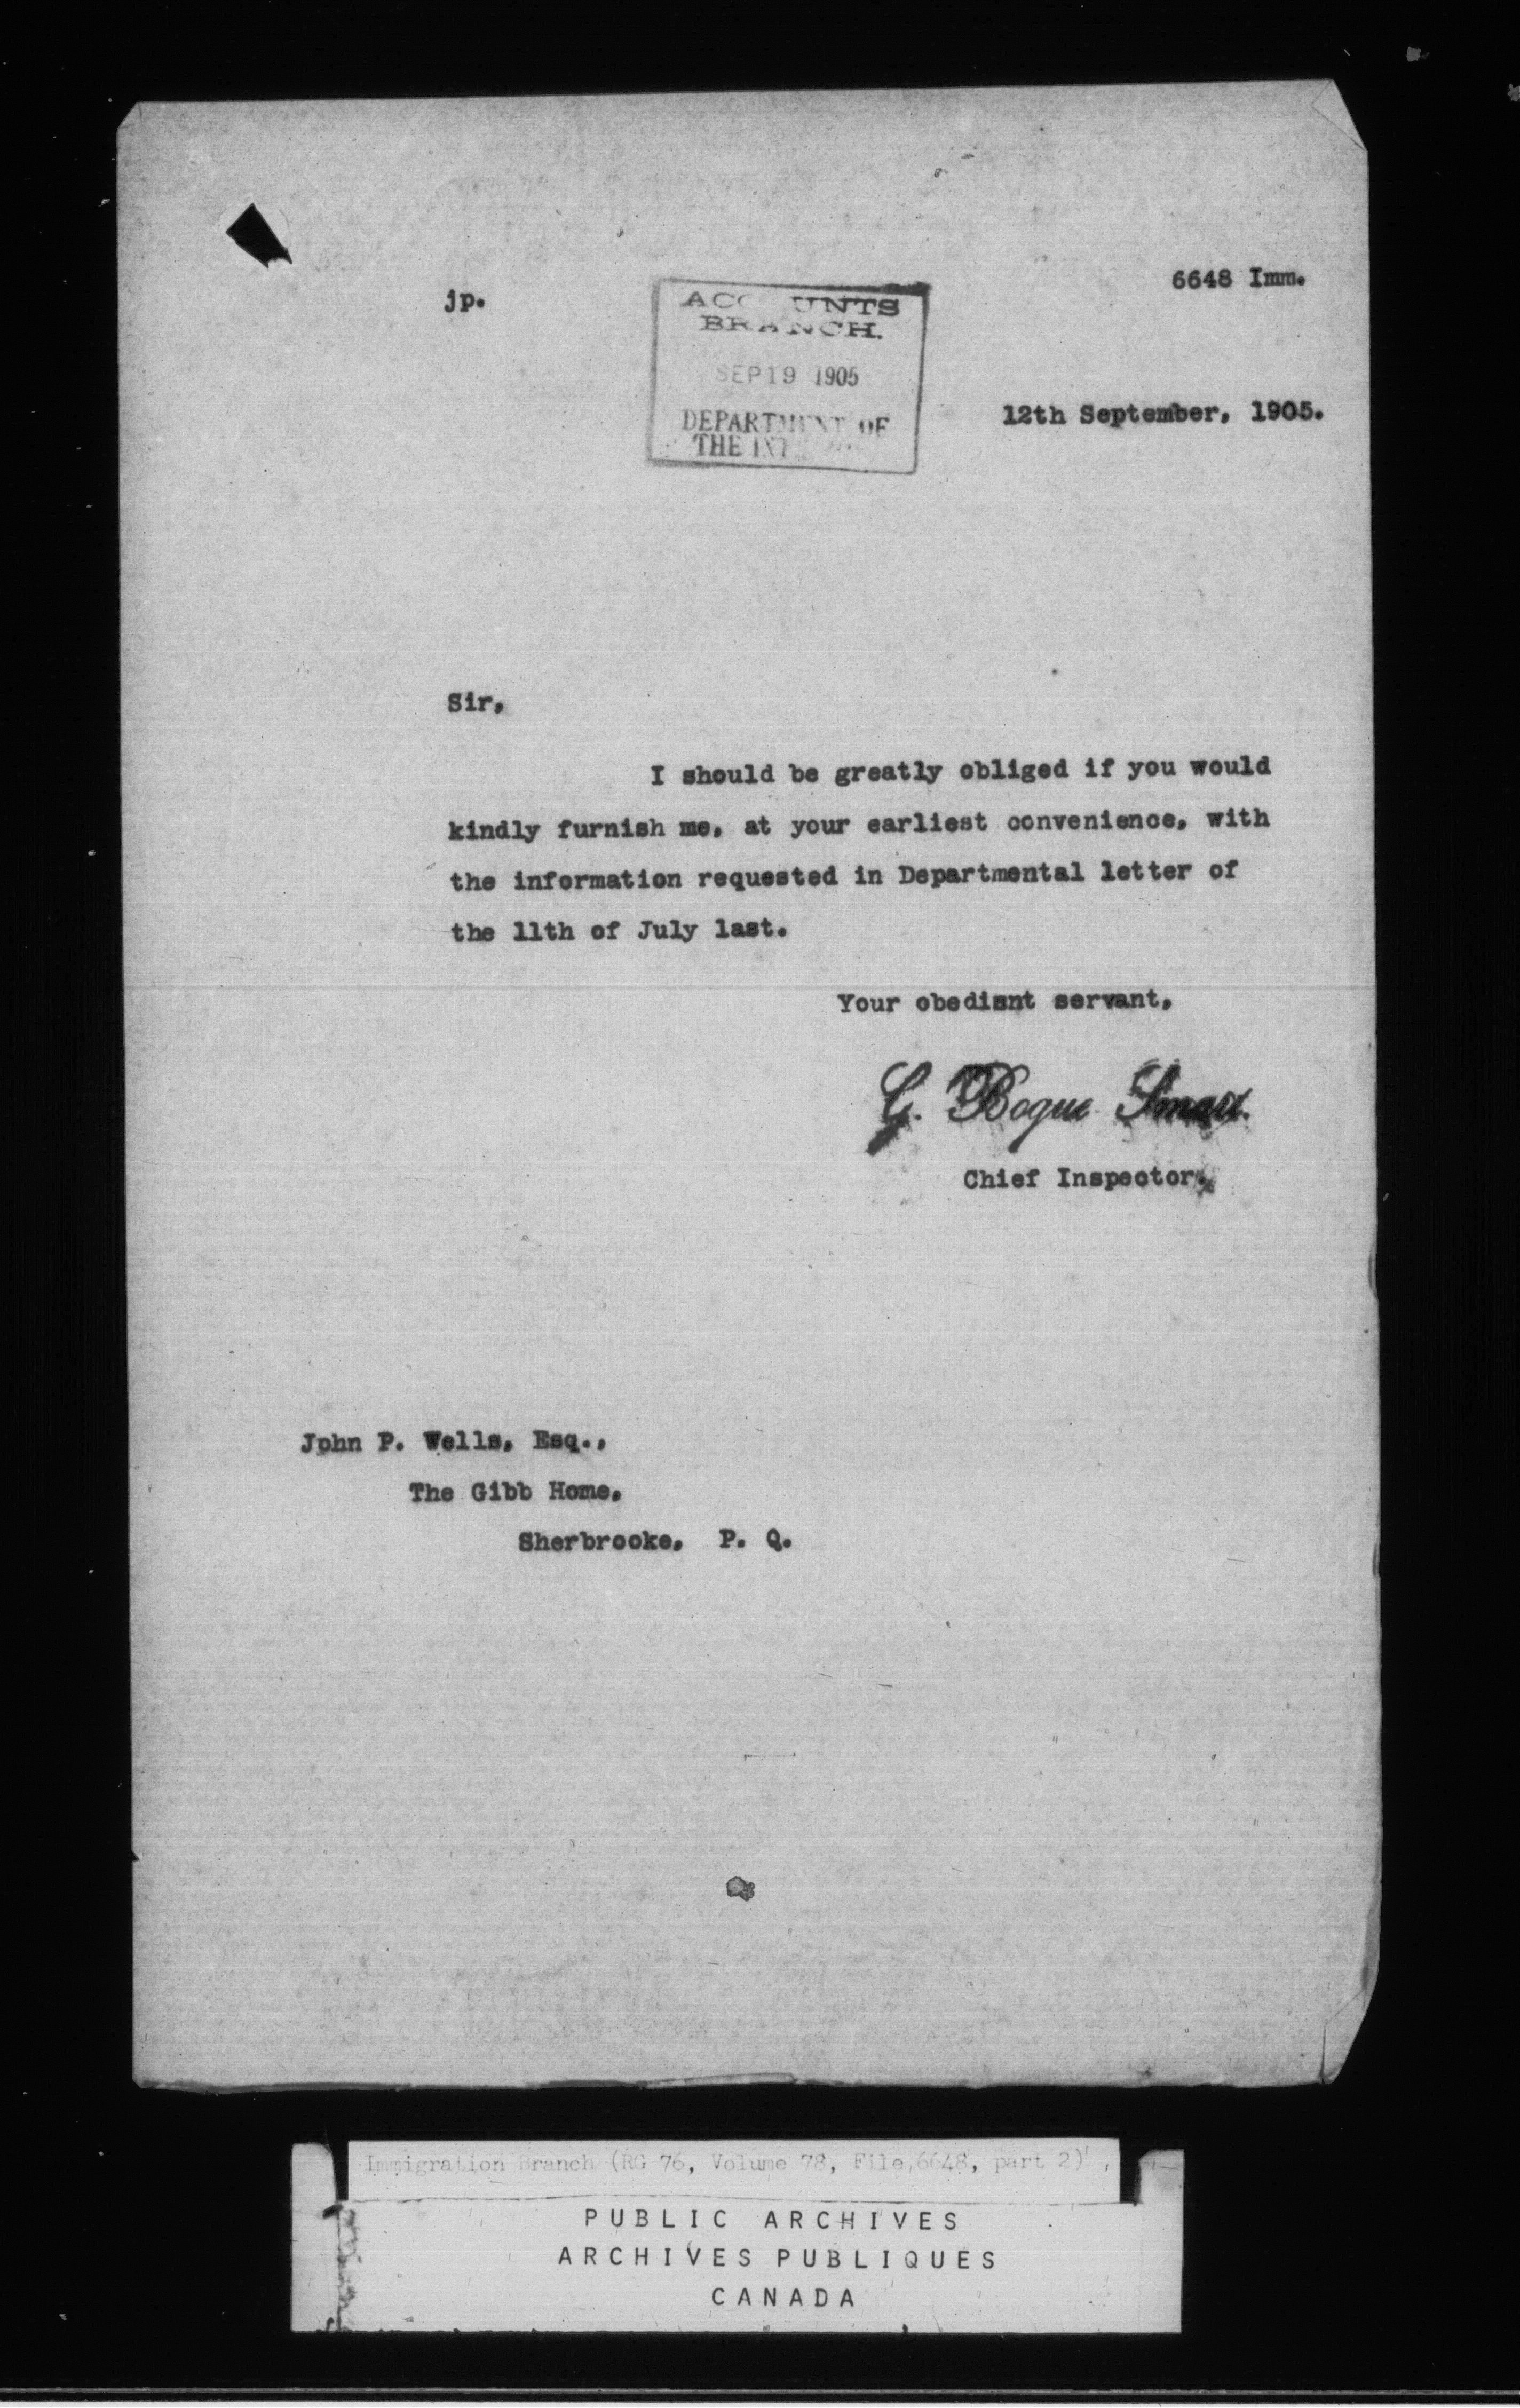 6648 Imm.
jp.
BRANCH.
SEP 19 1905
DEPARTMENT OF
THE
12th September, 1905.
Sir,
I should be greatly obliged if you would
kindly furnish me, at your earliest convenience, with
the information requested in Departmental letter of
the 11th of July last.
Your obedient servant,
G. Bogue Smart.
Chief Inspector.
John P. Wells, Esq.,
The Gibb Home,
Sherbrooke, P. Q.
Immigration Branch (RG 76, Volume 78, File 6648, part 2)
PUBLIC ARCHIVES
ARCHIVES PUBLIQUES
CANADA